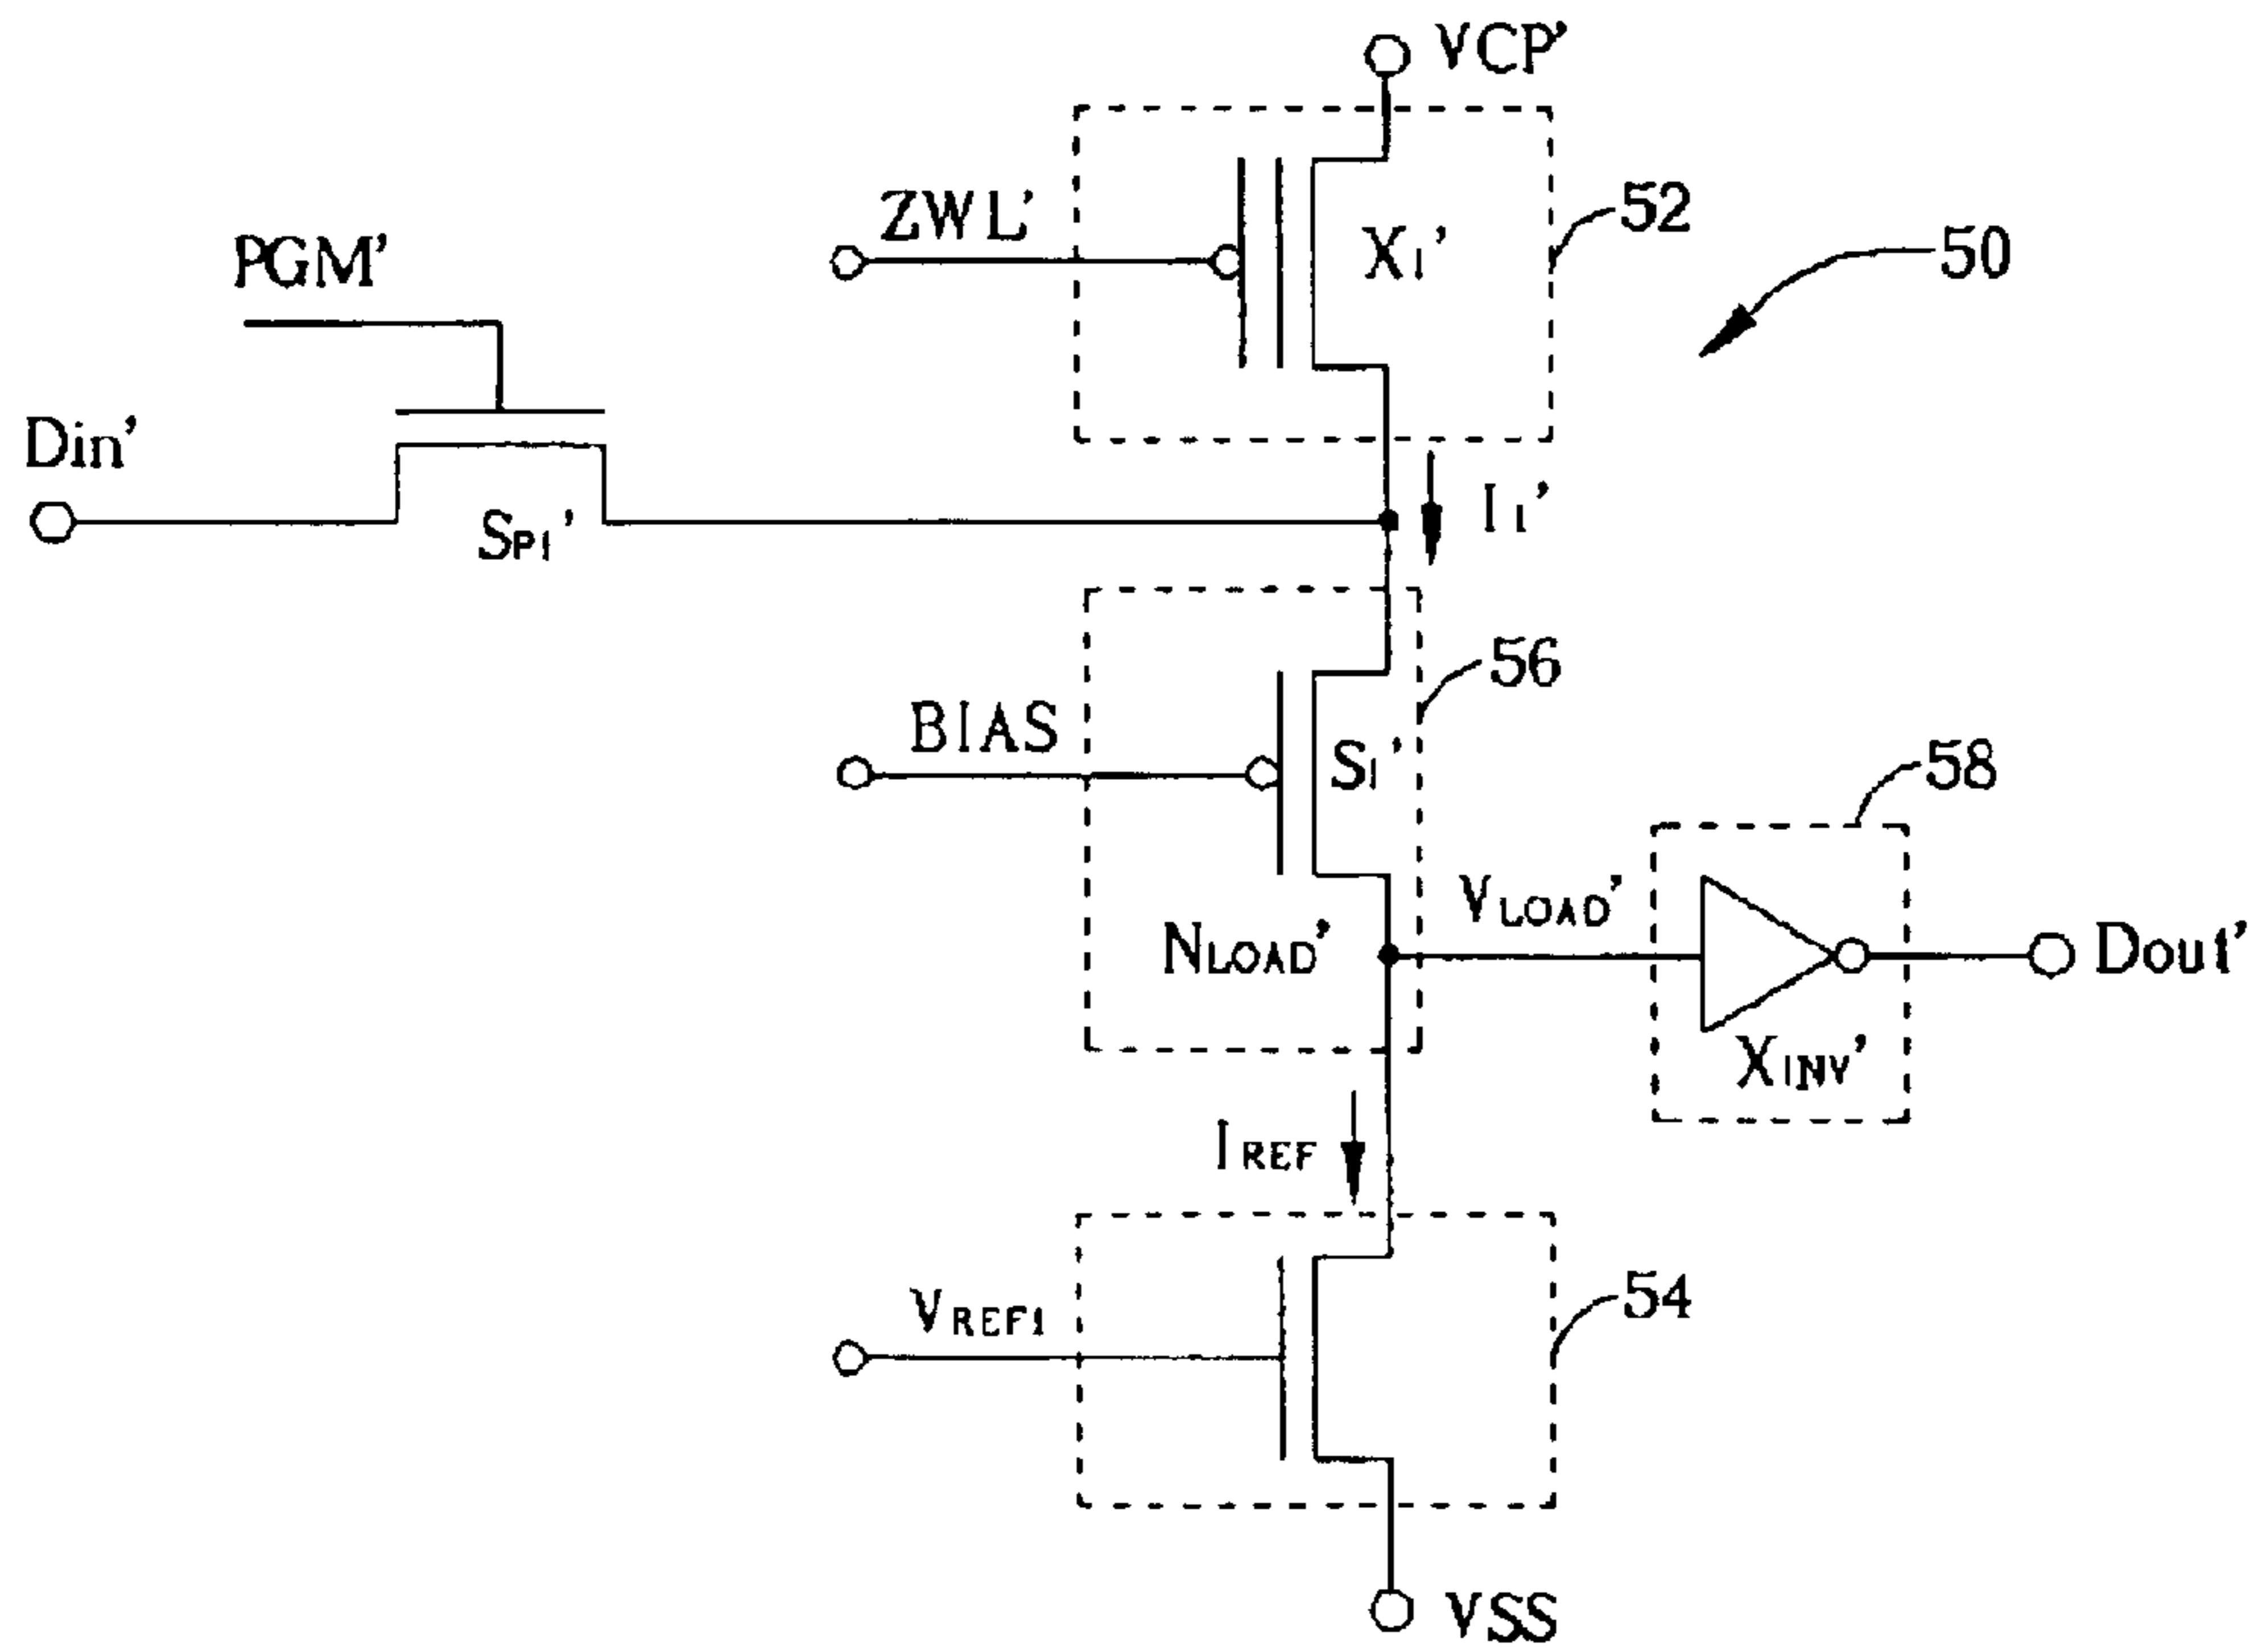 VCP'
ZWL'
X1'
52
50
PGM'
Din'
SP1'
I1'
56
BIAS
S1'
58
VLOAD'
NLOAD'
Dout'
XINV'
IREF
VREF1
54
VSS